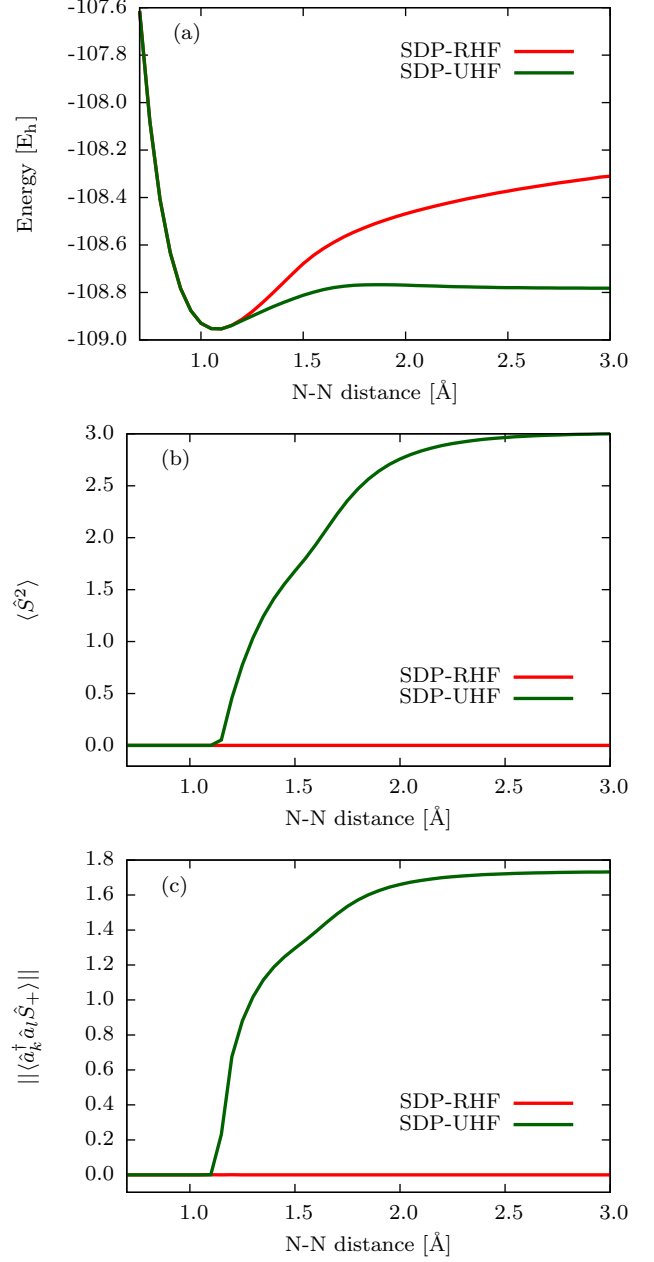 -107.6
(a)
SDP-RHF
SDP-UHF
-107.8
-108.0
-108.2
-108.4
-108.6
-108.8
-109.0
Energy [E_h]
1.0 1.5 2.0 2.5 3.0
N-N distance [Å]
3.0
(b)
2.5
2.0
1.5
1.0
0.5
0.0
⟨Ŝ²⟩
SDP-RHF
SDP-UHF
1.0 1.5 2.0 2.5 3.0
N-N distance [Å]
1.8
(c)
1.6
1.4
1.2
1.0
0.8
0.6
0.4
0.2
0.0
||⟨â†_k â_l Ŝ_+⟩||
SDP-RHF
SDP-UHF
1.0 1.5 2.0 2.5 3.0
N-N distance [Å]